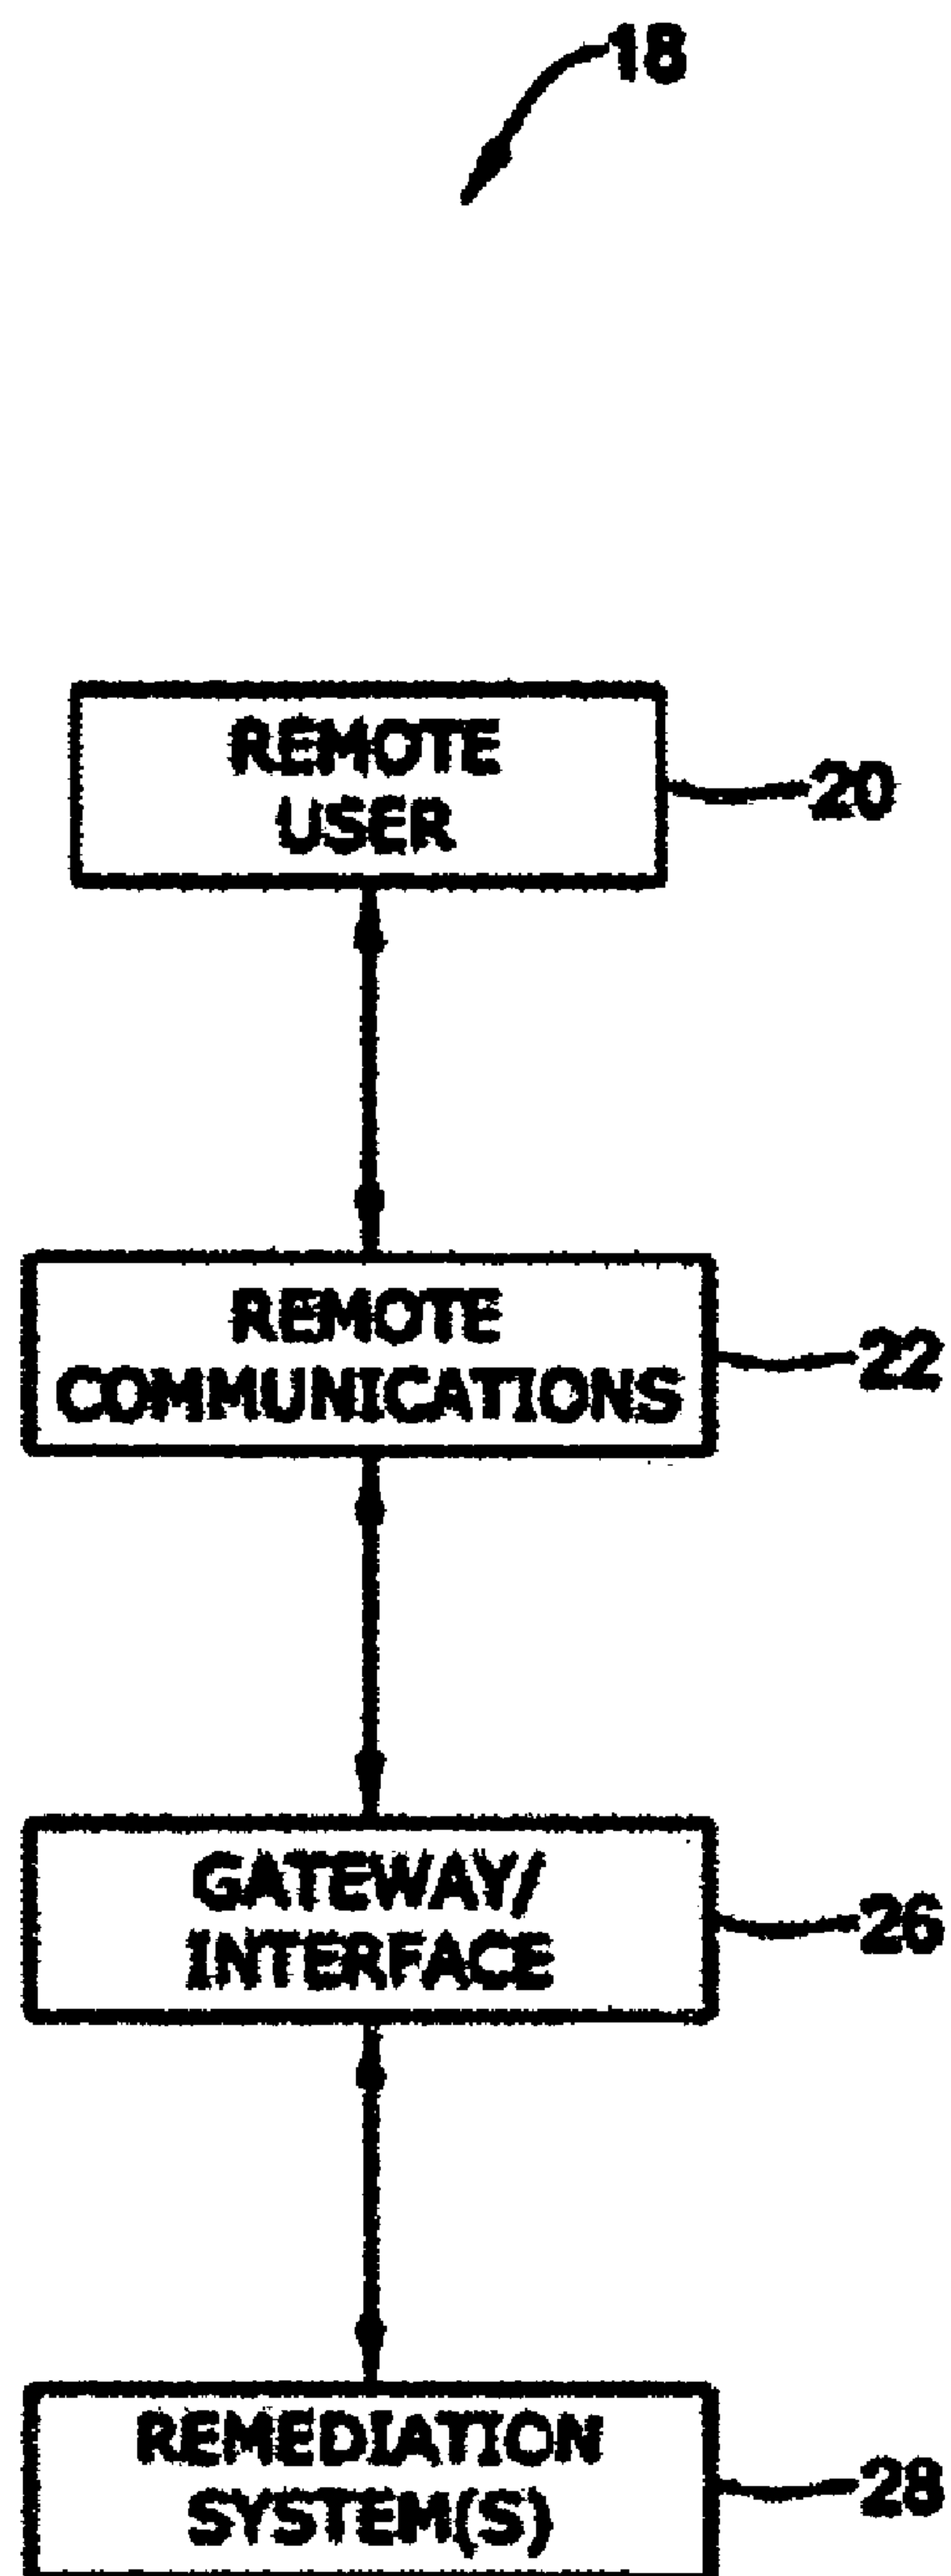 18
REMOTE
USER
20
REMOTE
COMMUNICATIONS
22
GATEWAY/
INTERFACE
26
REMEDIATION
SYSTEM(S)
28